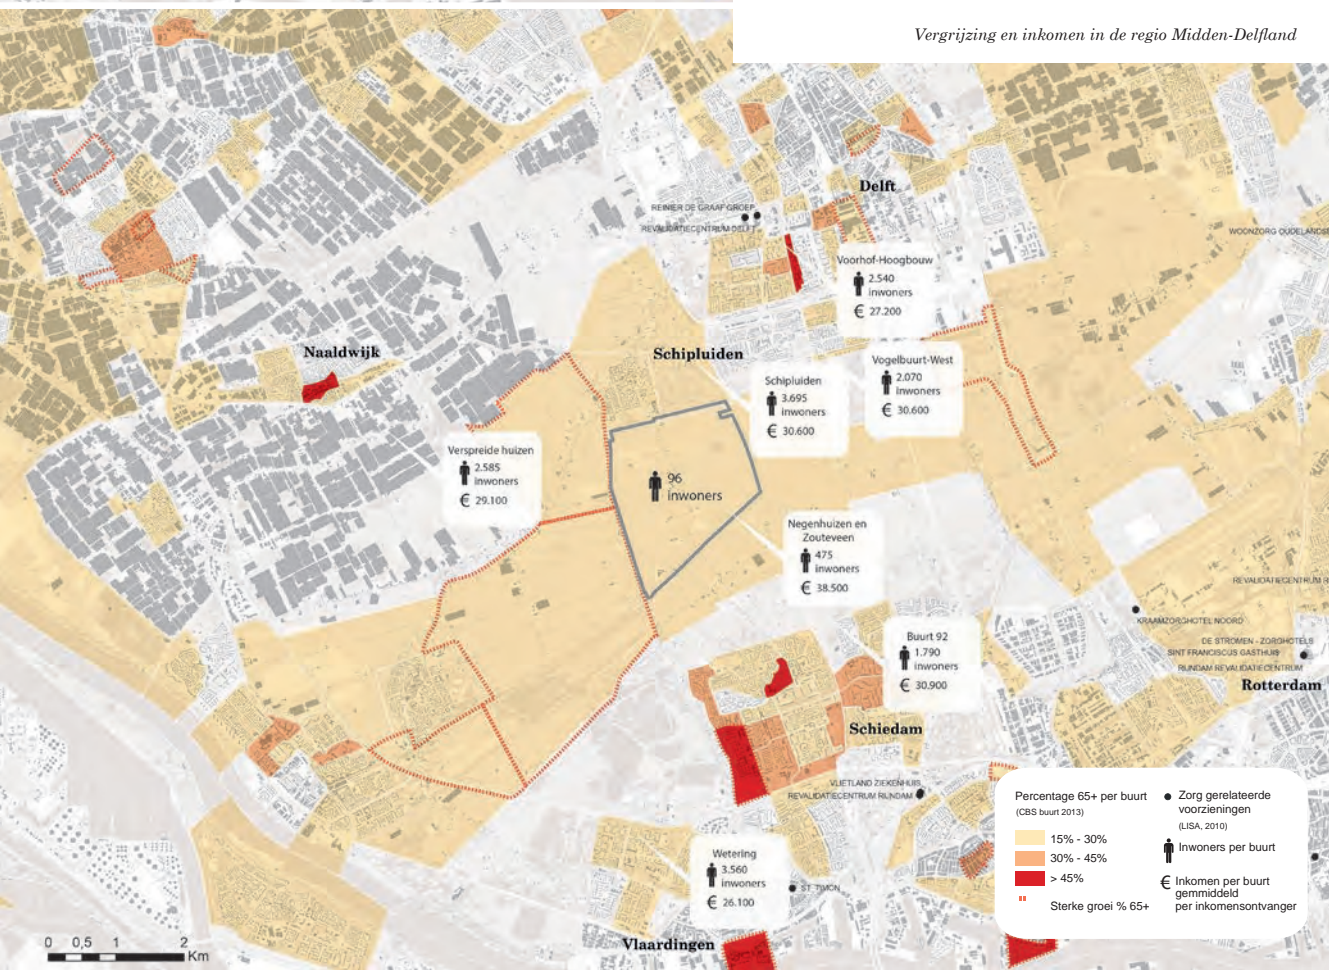 Vergrijzing en inkomen in de regio Midden-Delfland
Delft
REINIER DE GRAAF GROEP
REVALIDATIECENTRUM DELFT
WOONZORG OUDELANDS
Voorhof-Hoogbouw
2.540
inwoners
€ 27.200
Naaldwijk
Schipluiden
Vogelbuurt-West
2.070
inwoners
€ 30.600
Schipluiden
3.695
inwoners
€ 30.600
Verspreide huizen
2.585
inwoners
€ 29.100
96
inwoners
Negenhuizen en
Zouteveen
475
inwoners
€ 38.500
REVALIDATIECENTRUM R
KRAAMZORGHOTEL NOORD
DE STROMEN - ZORGHOTELS
SINT FRANCISCUS GASTHUIS
RIJNDAM REVALIDATIECENTRUM
Rotterdam
Buurt 92
1.790
inwoners
€ 30.900
Schiedam
VLIETLAND ZIEKENHUIS
REVALIDATIECENTRUM RIJNDAM
Wetering
3.560
inwoners
€ 26.100
ST. TIMON
Vlaardingen
Percentage 65+ per buurt
(CBS buurt 2013)
15% - 30%
30% - 45%
> 45%
Sterke groei % 65+
Zorg gerelateerde
voorzieningen
(LISA, 2010)
Inwoners per buurt
€ Inkomen per buurt
gemmiddeld
per inkomensontvanger
0 0,5 1 2
Km